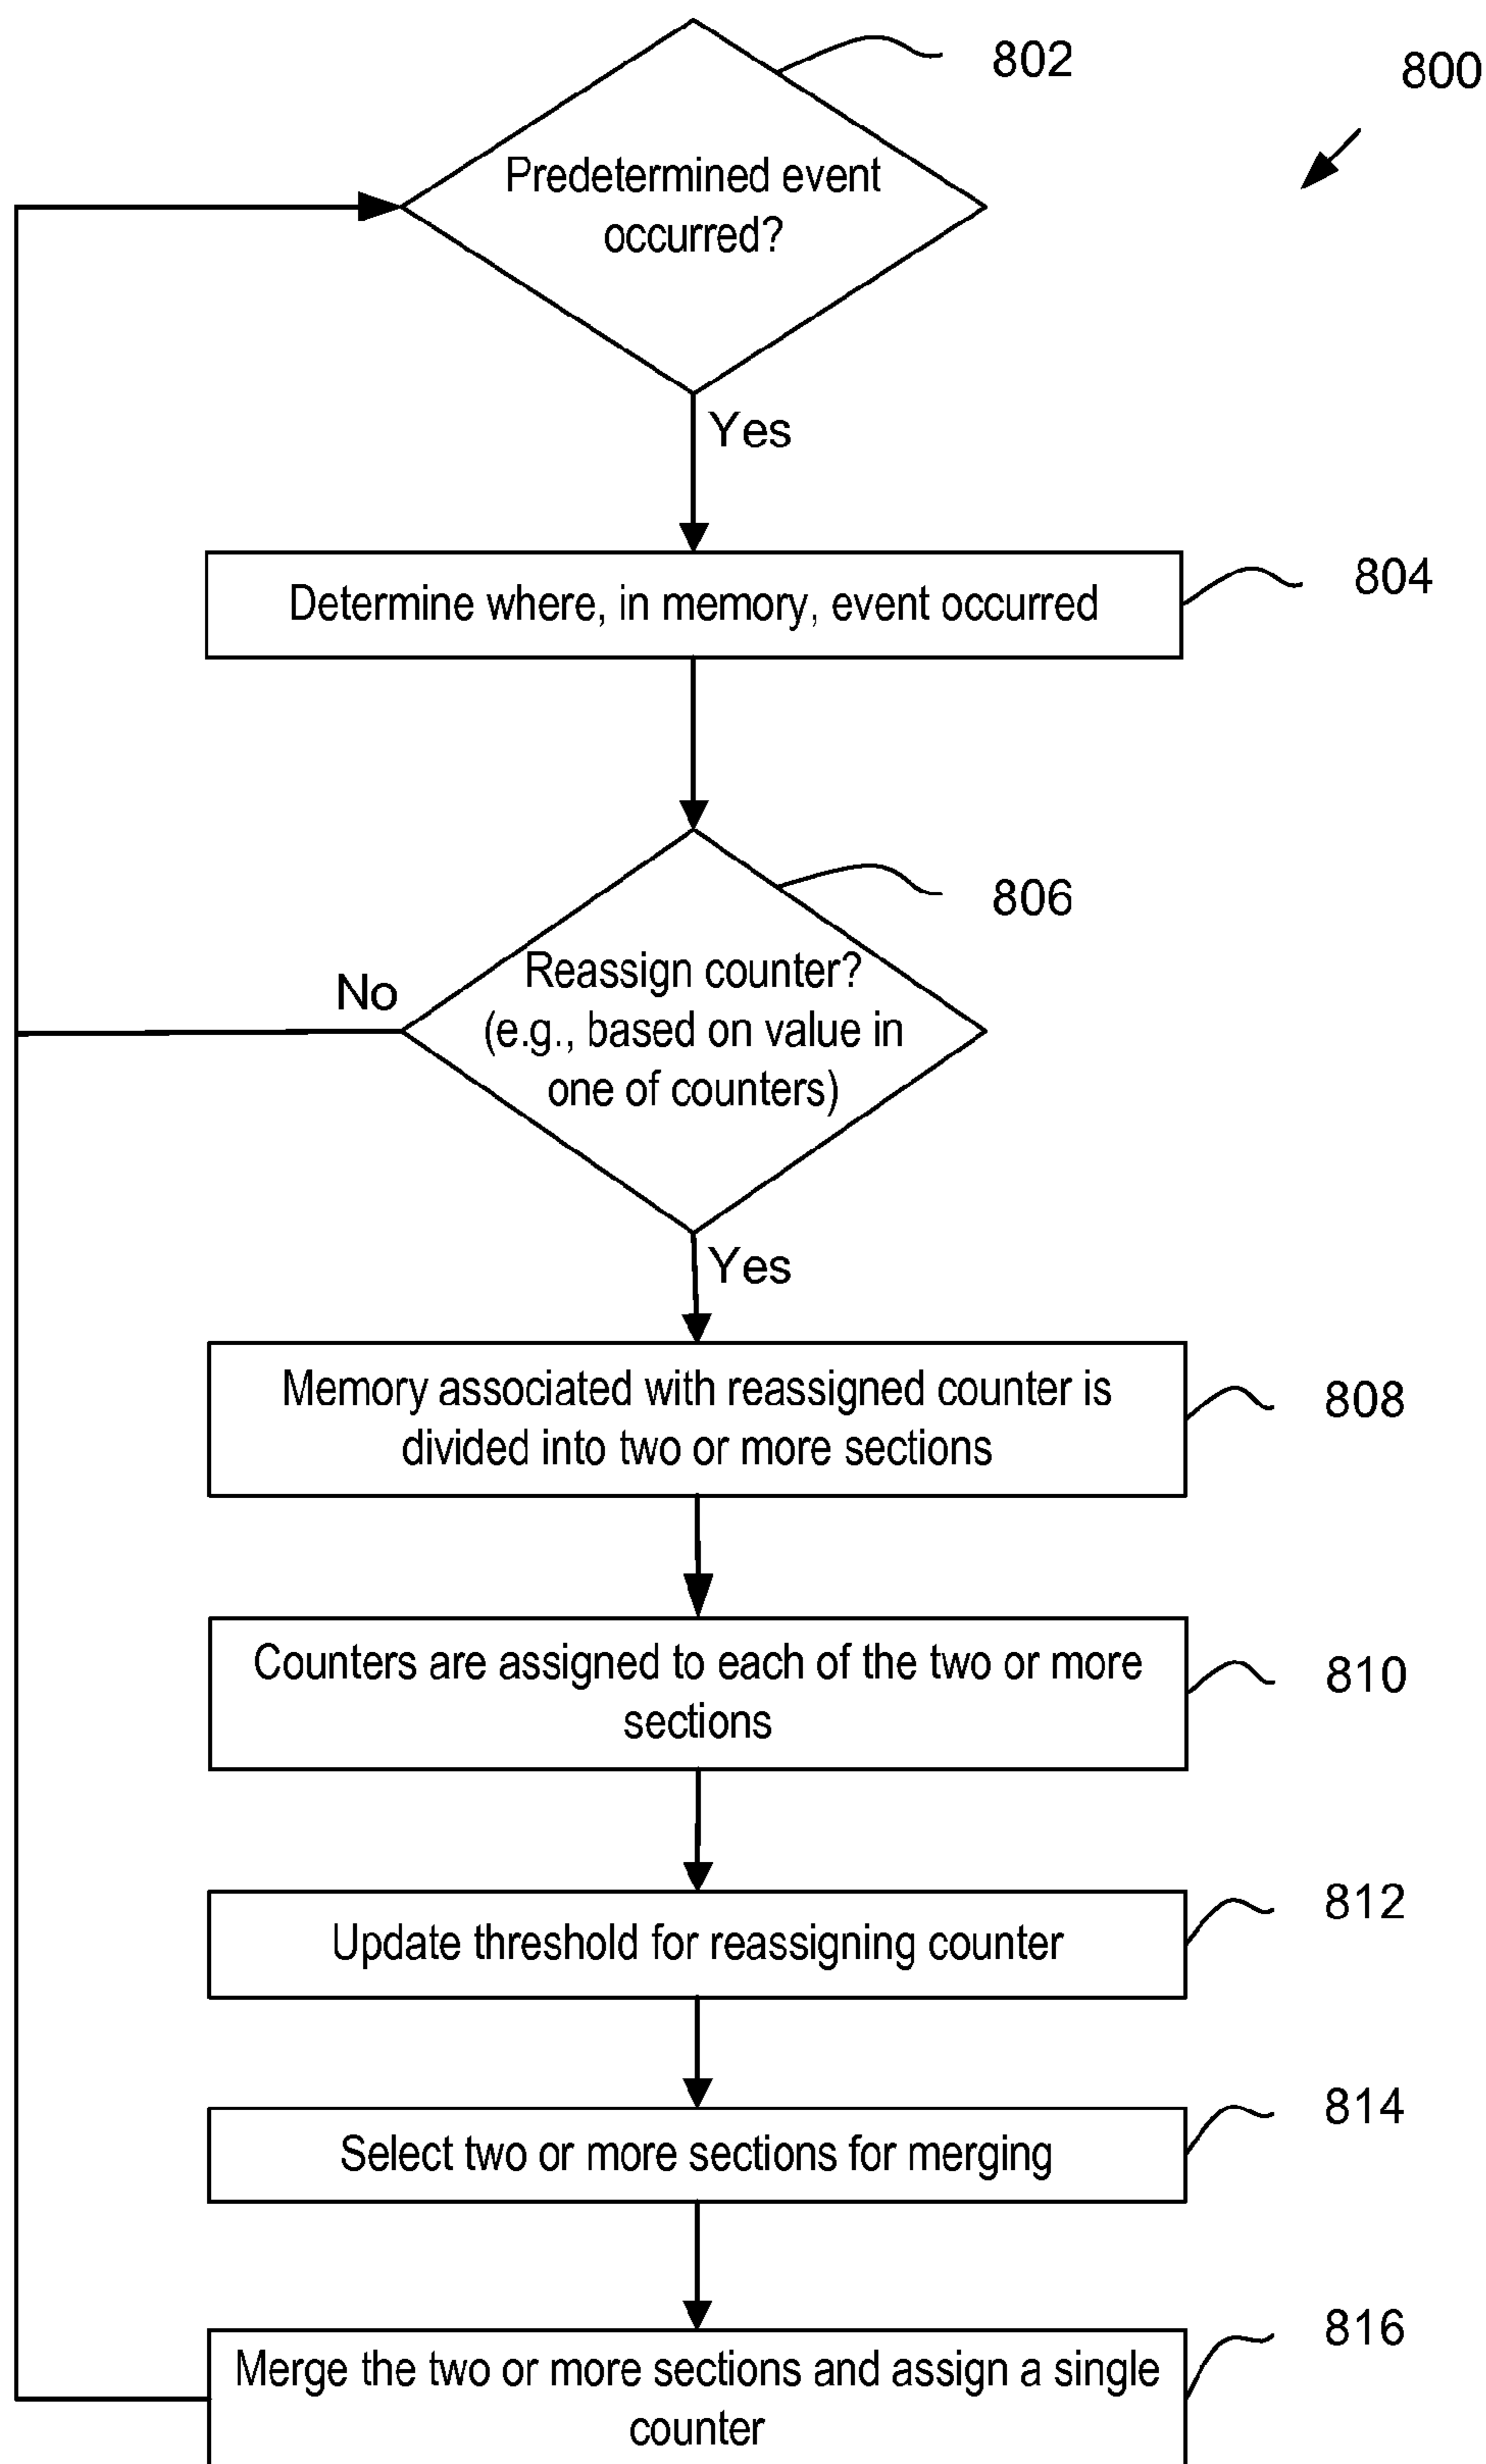 802
800
Predetermined event
occurred?
Yes
Determine where, in memory, event occurred
804
806
Reassign counter?
(e.g., based on value in
one of counters)
No
Yes
Memory associated with reassigned counter is
divided into two or more sections
808
Counters are assigned to each of the two or more
sections
810
Update threshold for reassigning counter
812
Select two or more sections for merging
814
Merge the two or more sections and assign a single
counter
816